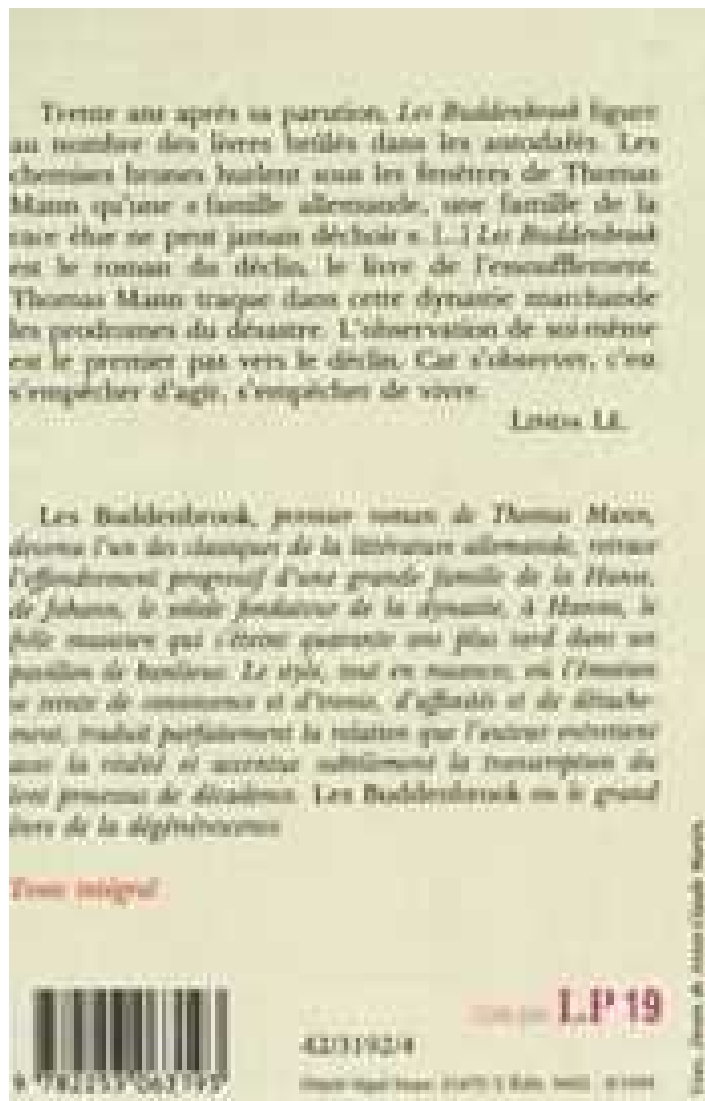 Trente ans après sa parution, Les Buddenbrook figure
au nombre des livres brûlés dans les autodafés. Les
chemises brunes hurlent sous les fenêtres de Thomas
Mann qu'une « famille allemande, une famille de la
race élue ne peut jamais déchoir ». [...] Les Buddenbrook
est le roman du déclin, le livre de l'essoufflement.
Thomas Mann traque dans cette dynastie marchande
les prodromes du désastre. L'observation de soi-même
est le premier pas vers le déclin. Car s'observer, c'est
s'empêcher d'agir, s'empêcher de vivre.
Linda Lê.
Les Buddenbrook, premier roman de Thomas Mann,
devenu l'un des classiques de la littérature allemande, retrace
l'effondrement progressif d'une grande famille de la Hanse,
de Johann, le solide fondateur de la dynastie, à Hanno, le
frêle musicien qui s'éteint quarante ans plus tard dans un
pavillon de banlieue. Le style, tout en nuances, où l'émotion
se teinte de connivence et d'ironie, d'affinités et de détache-
ment, traduit parfaitement la relation que l'auteur entretient
avec la réalité et accentue subtilement la transcription du
lent processus de décadence. Les Buddenbrook ou le grand
livre de la dégénérescence.
Texte intégral
LP 19
42/3192/4
9 782253 063193